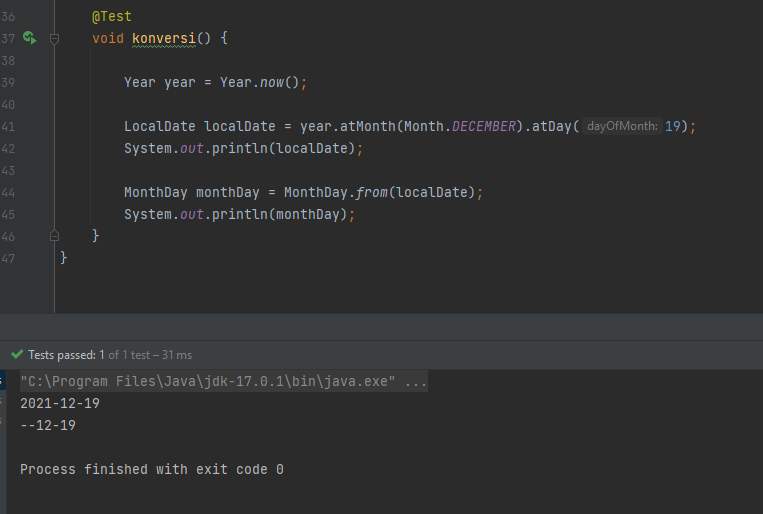 36 @Test
37 void konversi() {
38
39 Year year = Year.now();
40
41 LocalDate localDate = year.atMonth(Month.DECEMBER).atDay( dayOfMonth: 19);
42 System.out.println(localDate);
43
44 MonthDay monthDay = MonthDay.from(localDate);
45 System.out.println(monthDay);
46 }
47 }
Tests passed: 1 of 1 test – 31 ms
"C:\Program Files\Java\jdk-17.0.1\bin\java.exe" ...
2021-12-19
--12-19
Process finished with exit code 0